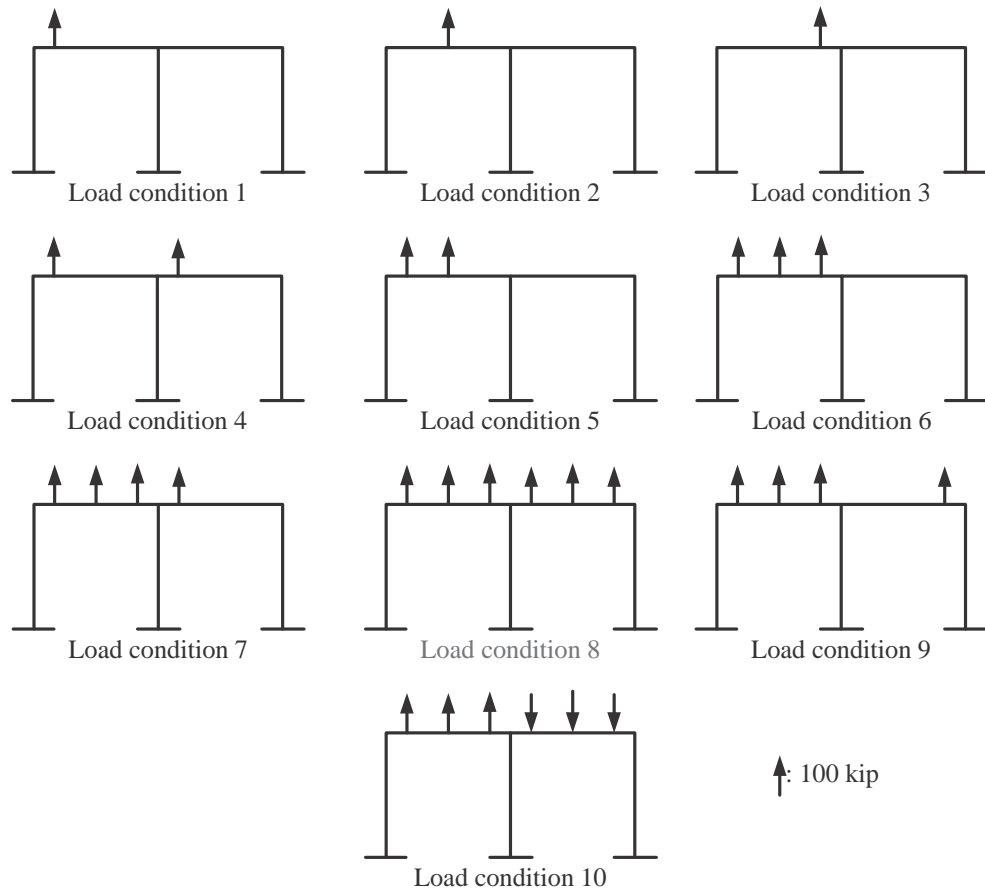 Load condition 1
Load condition 2
Load condition 3
Load condition 4
Load condition 5
Load condition 6
Load condition 7
Load condition 8
Load condition 9
: 100 kip
Load condition 10